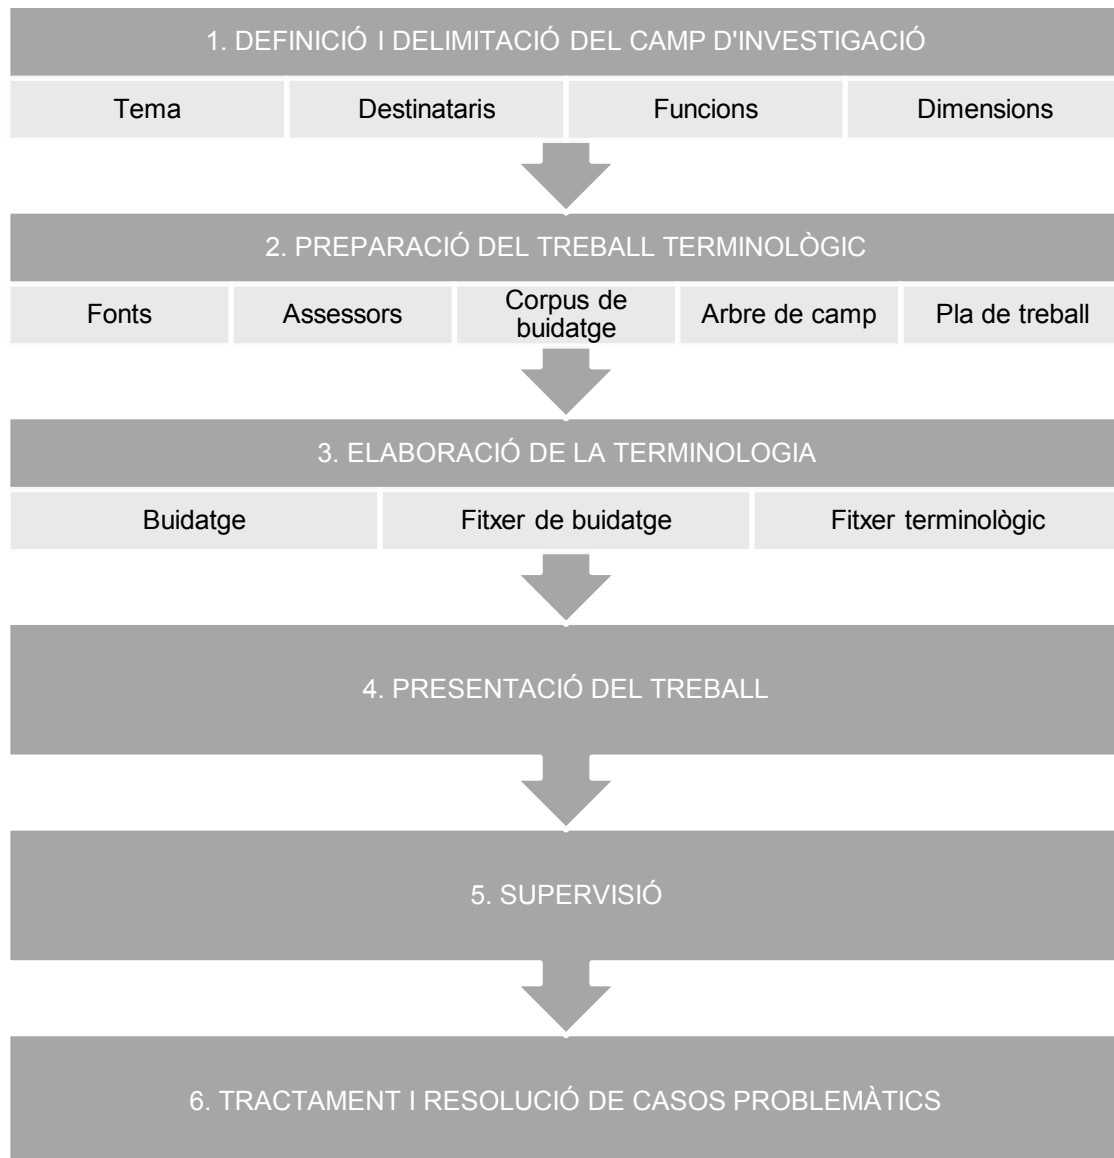 1. DEFINICIÓ I DELIMITACIÓ DEL CAMP D'INVESTIGACIÓ
Tema
Destinataris
Funcions
Dimensions
2. PREPARACIÓ DEL TREBALL TERMINOLÒGIC
Fonts
Assessors
Corpus de
buidatge
Arbre de camp
Pla de treball
3. ELABORACIÓ DE LA TERMINOLOGIA
Buidatge
Fitxer de buidatge
Fitxer terminològic
4. PRESENTACIÓ DEL TREBALL
5. SUPERVISIÓ
6. TRACTAMENT I RESOLUCIÓ DE CASOS PROBLEMÀTICS